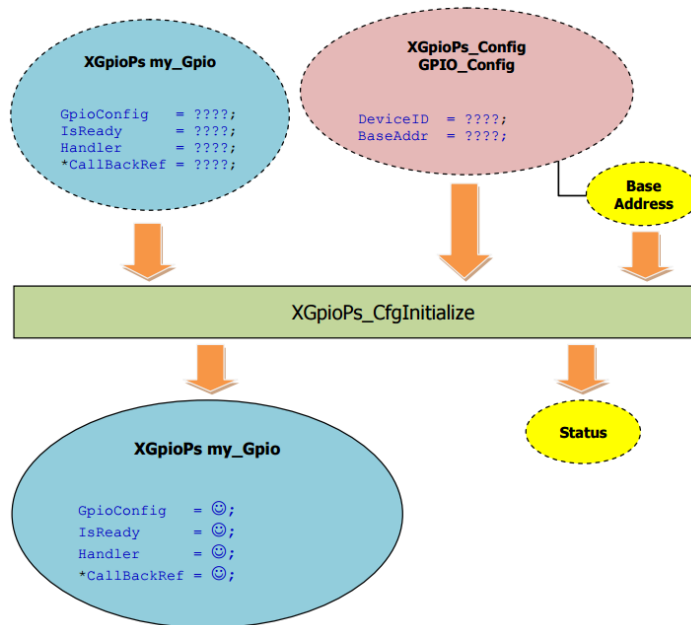 XGpioPs my_Gpio
GpioConfig = ????;
IsReady = ????;
Handler = ????;
*CallBackRef = ????;
XGpioPs_Config
GPIO_Config
DeviceID = ????;
BaseAddr = ????;
Base
Address
XGpioPs_CfgInitialize
XGpioPs my_Gpio
GpioConfig = ☺;
IsReady = ☺;
Handler = ☺;
*CallBackRef = ☺;
Status